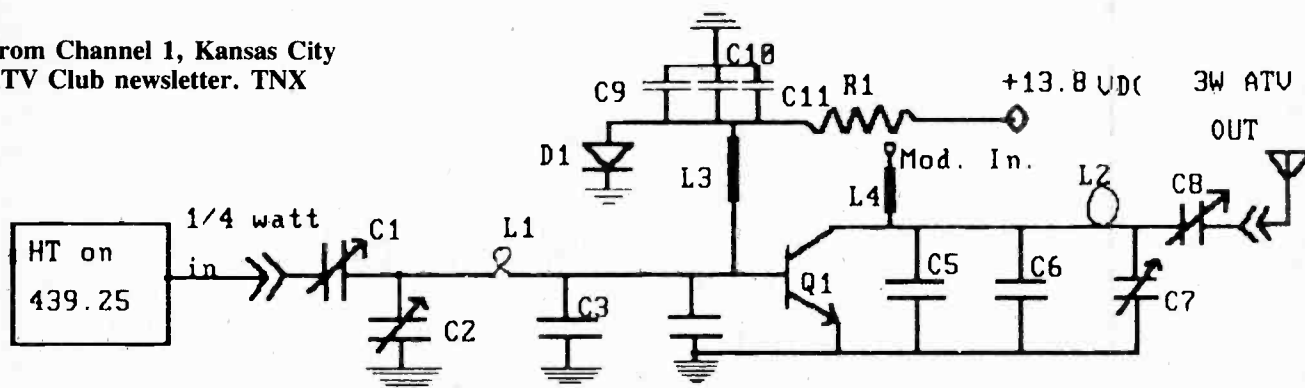 rom Channel 1, Kansas City
TV Club newsletter. TNX
C10
C9
C11
R1
+13.8 VDC
3W ATV
OUT
D1
L3
Mod. In.
L4
L2
C8
1/4 watt
C1
L1
HT on
439.25
in
C2
C3
Q1
C5
C6
C7